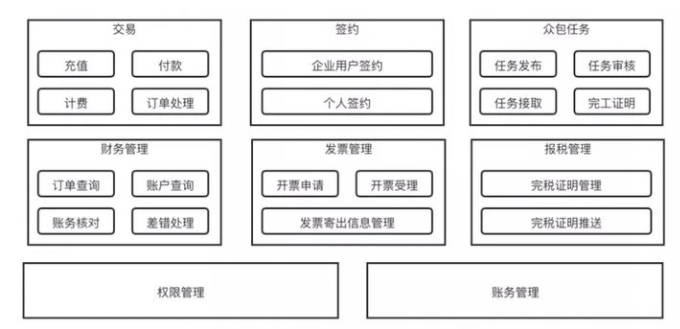 交易 签约 众包任务
充值 付款 企业用户签约 任务发布 任务审核
计费 订单处理 个人签约 任务接取 完工证明
财务管理 发票管理 报税管理
订单查询 账户查询 开票申请 开票受理 完税证明管理
账务核对 差错处理 发票寄出信息管理 完税证明推送
权限管理 账务管理